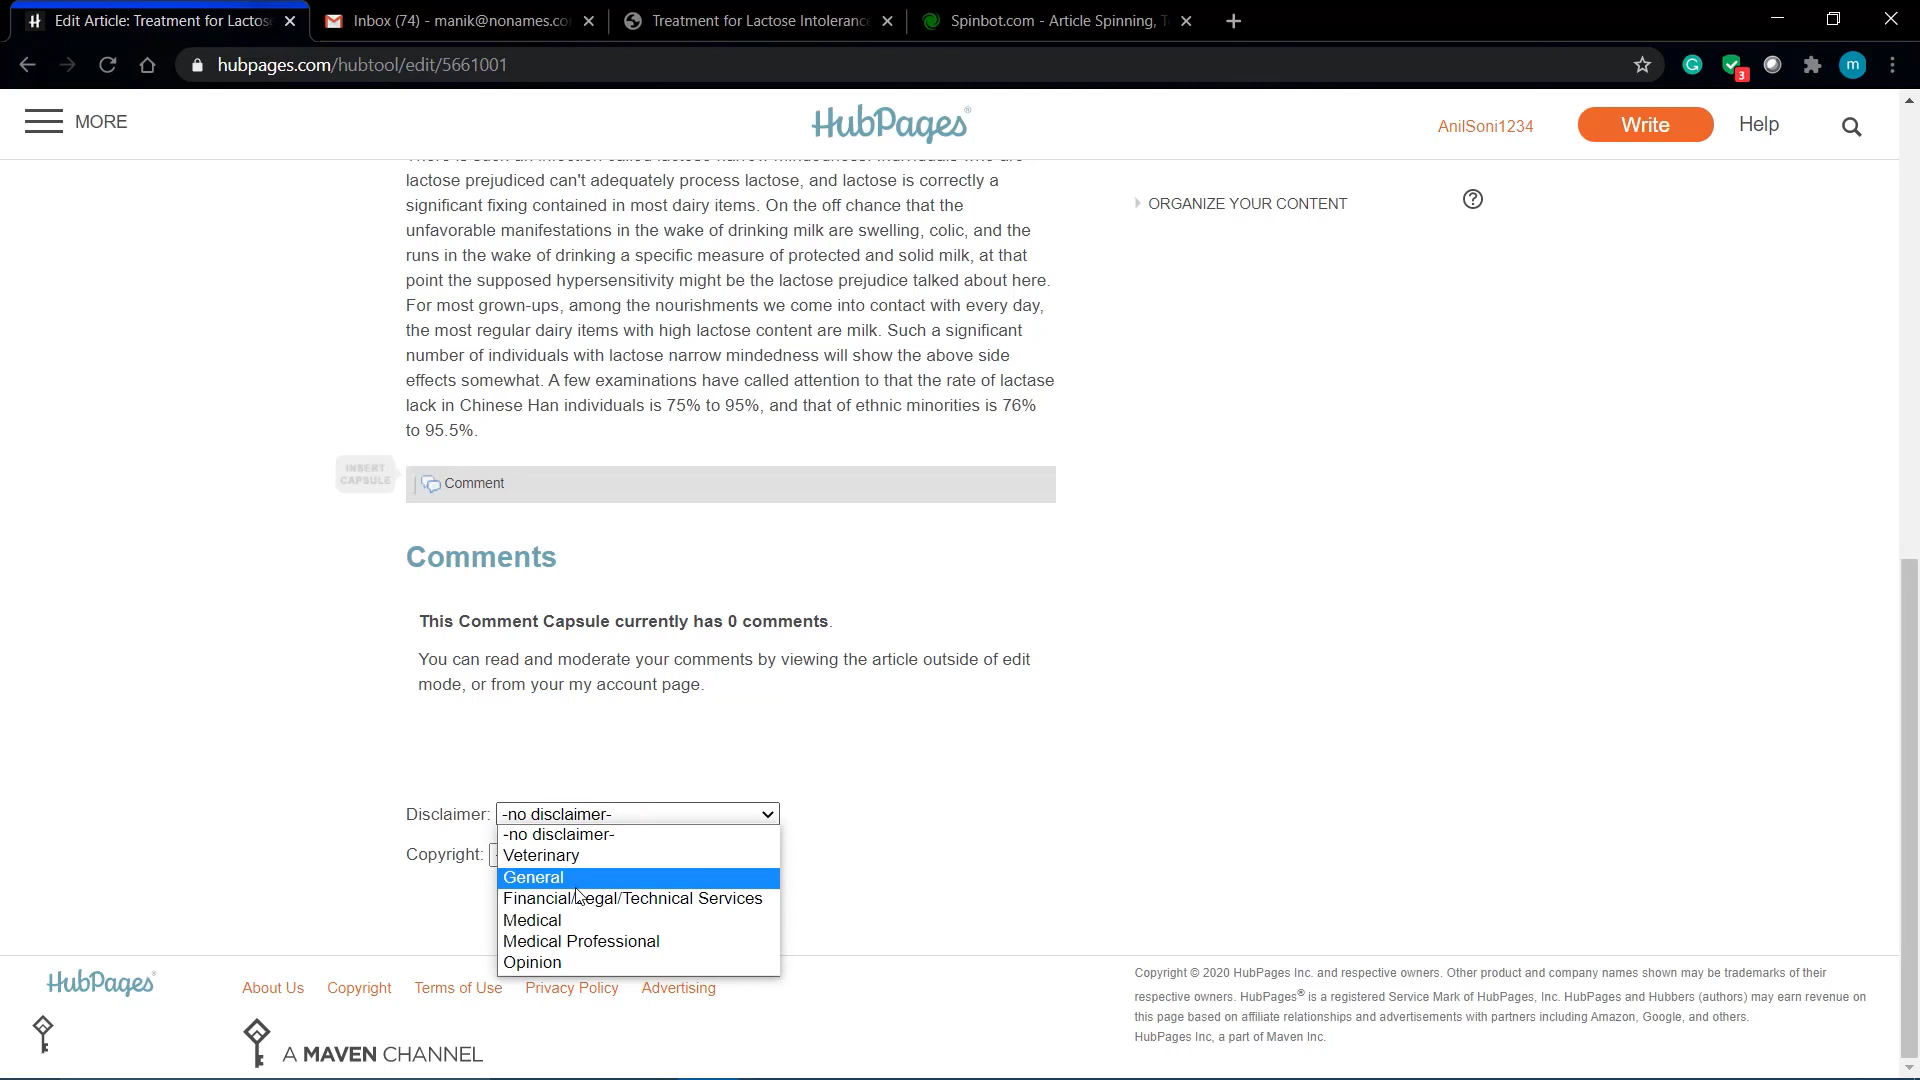 Edit Article: Treatment for Lactos
Inbox (74) - manik@nonames.co
Treatment for Lactose Intoleranc
Spinbot.com - Article Spinning, T
hubpages.com/hubtool/edit/5661001
3
m
MORE
HubPages®
AnilSoni1234
Write
Help
lactose prejudiced can't adequately process lactose, and lactose is correctly a
significant fixing contained in most dairy items. On the off chance that the
unfavorable manifestations in the wake of drinking milk are swelling, colic, and the
runs in the wake of drinking a specific measure of protected and solid milk, at that
point the supposed hypersensitivity might be the lactose prejudice talked about here.
For most grown-ups, among the nourishments we come into contact with every day,
the most regular dairy items with high lactose content are milk. Such a significant
number of individuals with lactose narrow mindedness will show the above side
effects somewhat. A few examinations have called attention to that the rate of lactase
lack in Chinese Han individuals is 75% to 95%, and that of ethnic minorities is 76%
to 95.5%.
ORGANIZE YOUR CONTENT
?
INSERT
CAPSULE
Comment
Comments
This Comment Capsule currently has 0 comments.
You can read and moderate your comments by viewing the article outside of edit
mode, or from your my account page.
Disclaimer: -no disclaimer-
-no disclaimer-
Copyright:
Veterinary
General
Financial/Legal/Technical Services
Medical
Medical Professional
Opinion
HubPages®
About Us Copyright Terms of Use Privacy Policy Advertising
A MAVEN CHANNEL
Copyright © 2020 HubPages Inc. and respective owners. Other product and company names shown may be trademarks of their
respective owners. HubPages® is a registered Service Mark of HubPages, Inc. HubPages and Hubbers (authors) may earn revenue on
this page based on affiliate relationships and advertisements with partners including Amazon, Google, and others.
HubPages Inc, a part of Maven Inc.